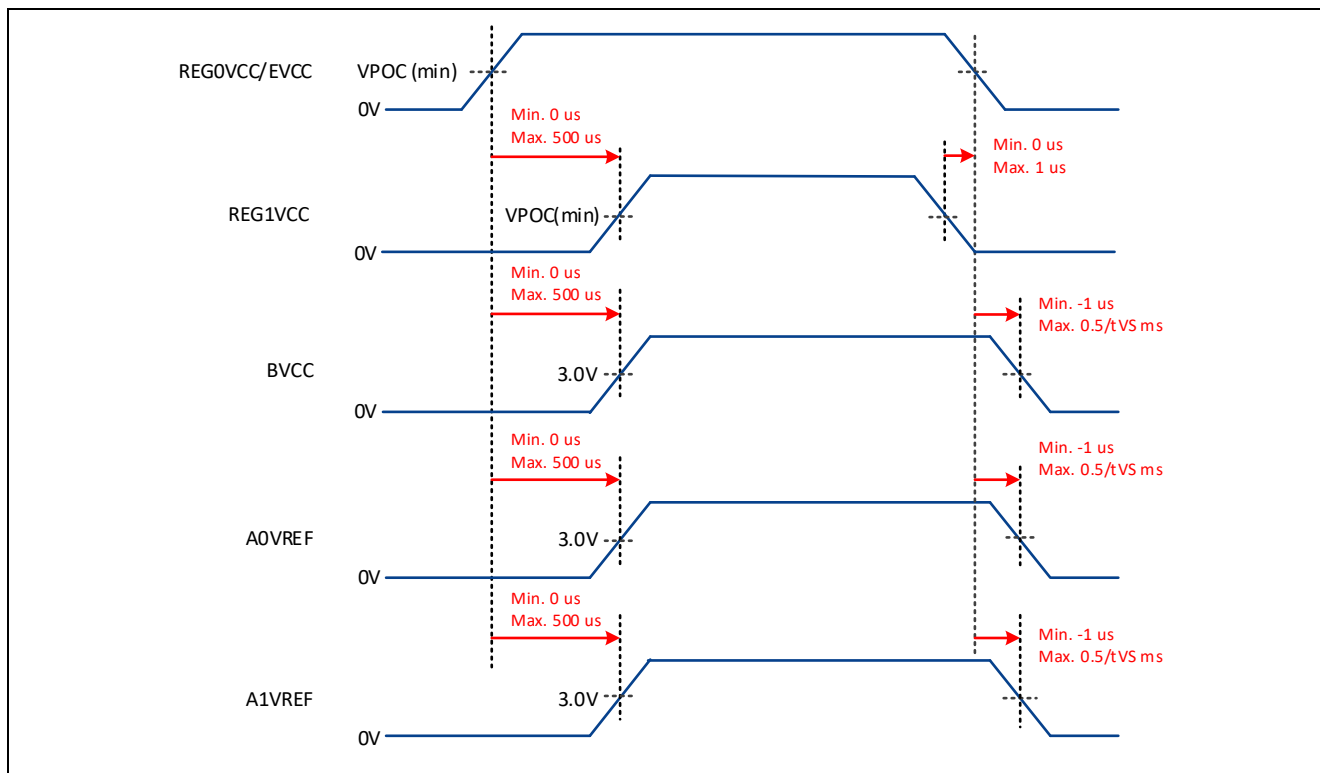 REG0VCC/EVCC
VPOC (min)
0V
Min. 0 us
Max. 500 us
Min. 0 us
Max. 1 us
REG1VCC
VPOC(min)
0V
Min. 0 us
Max. 500 us
Min. -1 us
Max. 0.5/tVS ms
BVCC
3.0V
0V
Min. 0 us
Max. 500 us
Min. -1 us
Max. 0.5/tVS ms
A0VREF
3.0V
0V
Min. 0 us
Max. 500 us
Min. -1 us
Max. 0.5/tVS ms
A1VREF
3.0V
0V